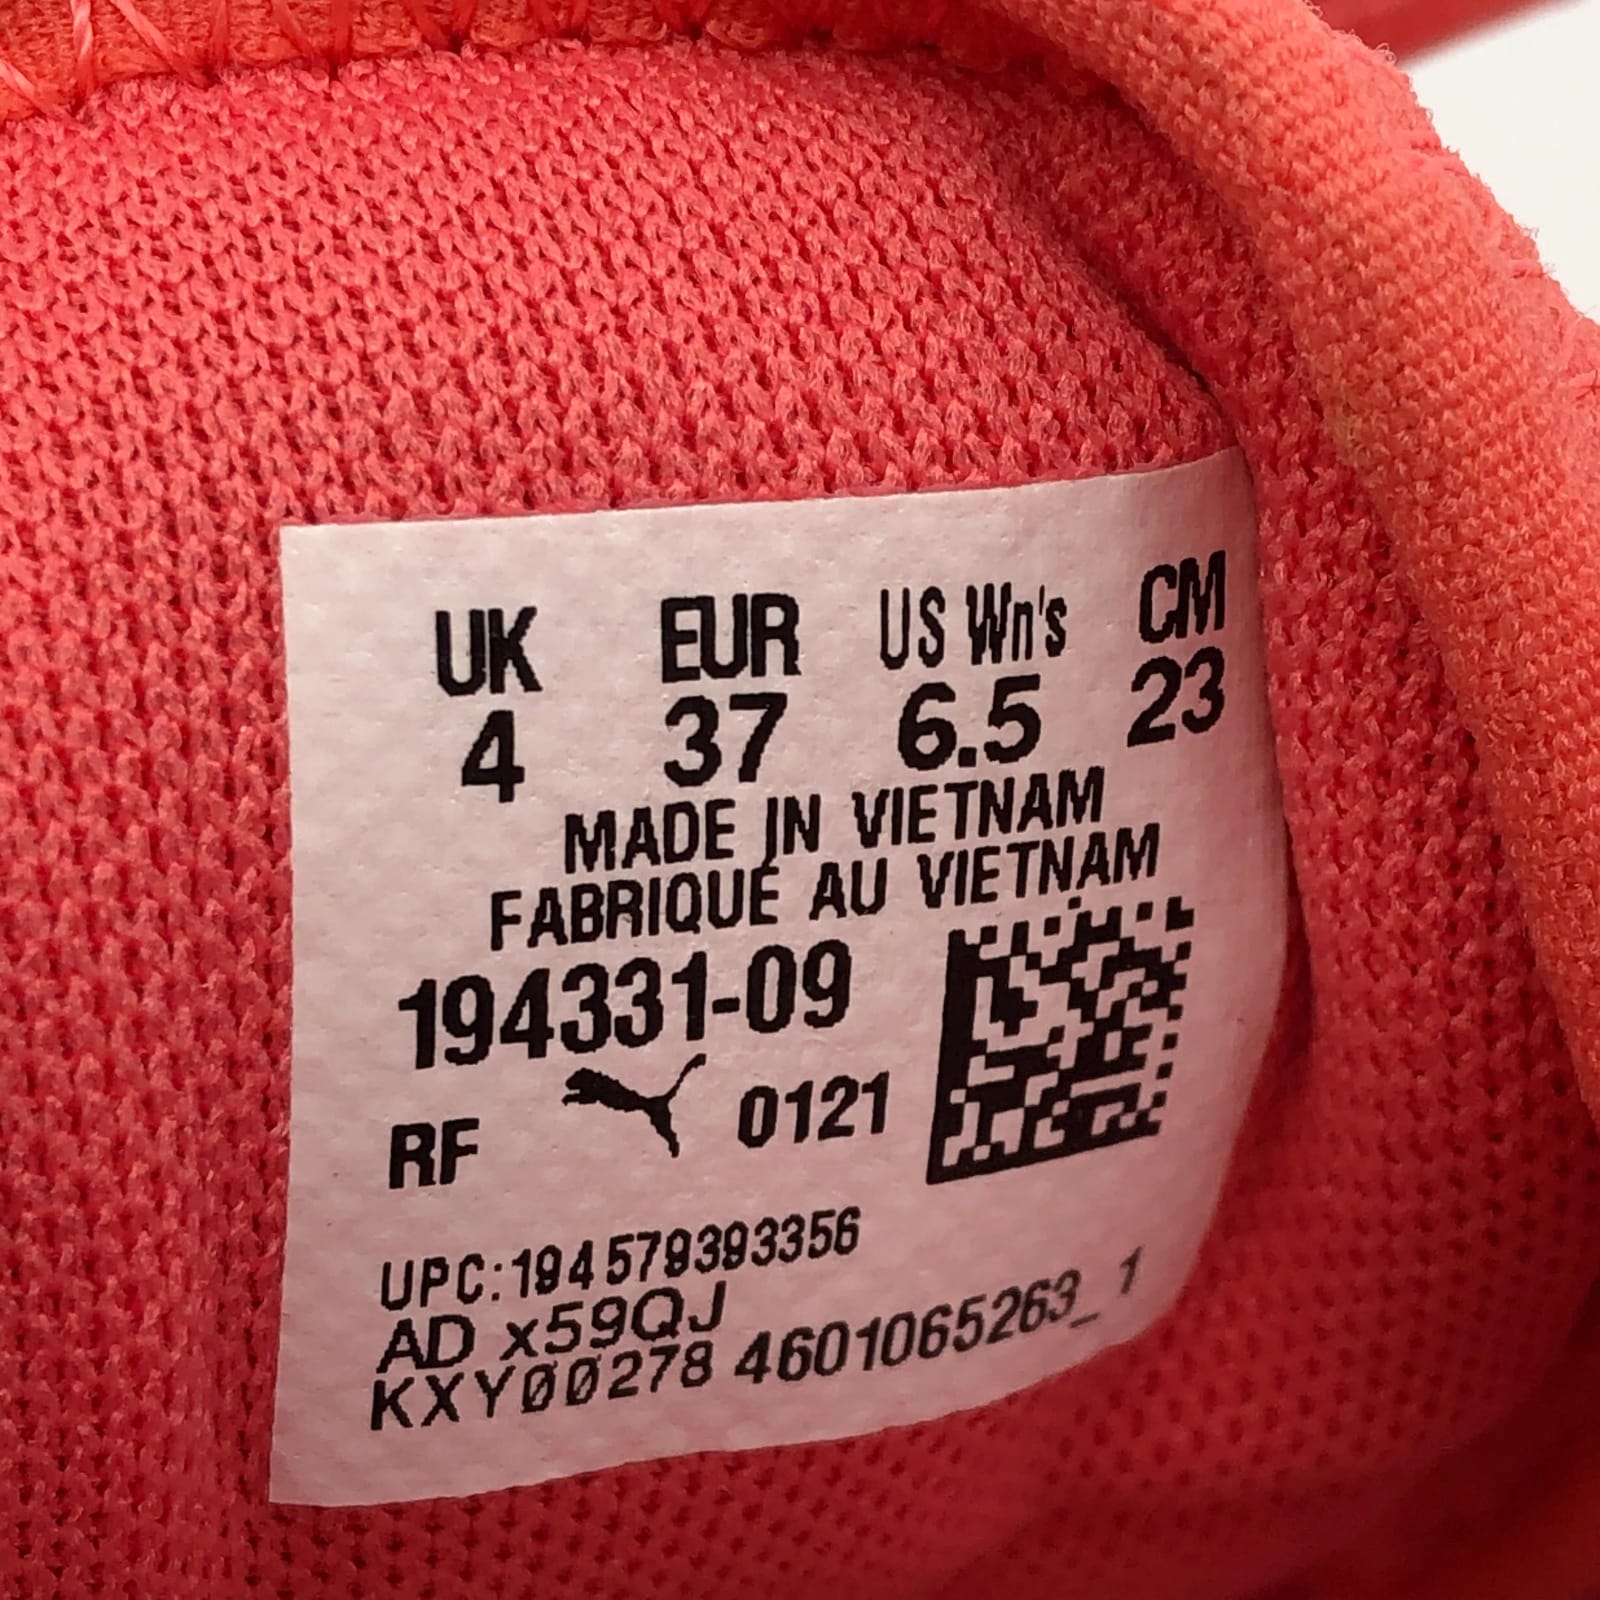 UK EUR US Wn's CM
4 37 6.5 23
MADE IN VIETNAM
FABRIQUÉ AU VIETNAM
194331-09
RF 0121
UPC:194579393356
AD x59QJ
KXY00278 4601065263_1